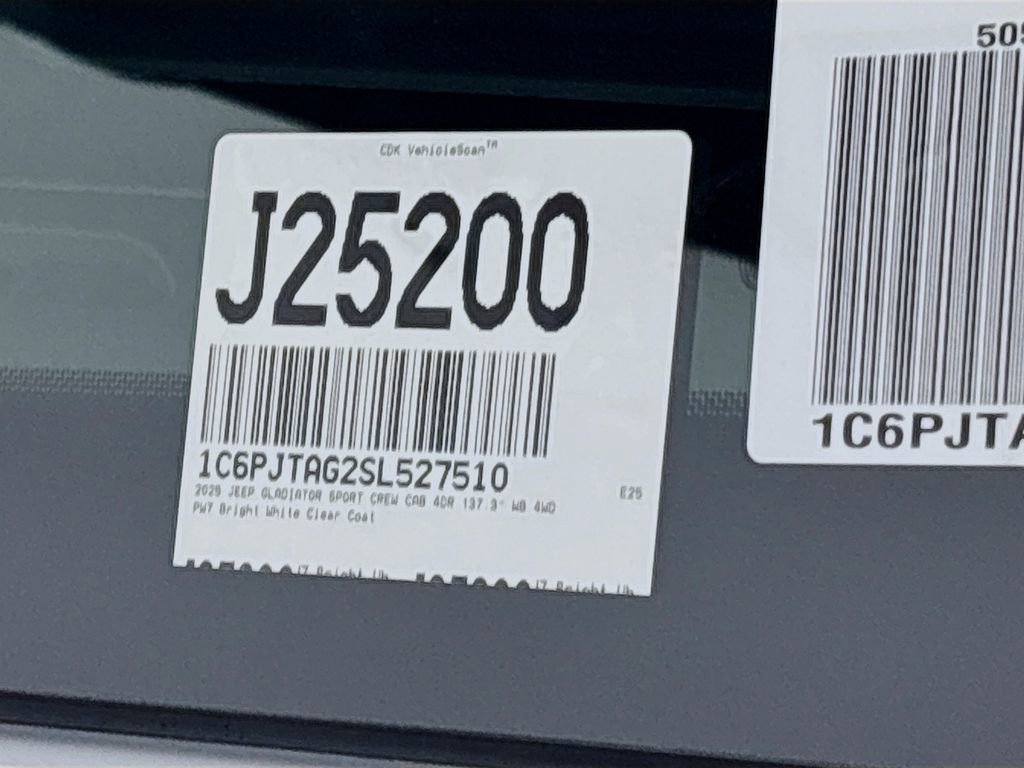 CDK VehicleScan™
J25200
1C6PJTAG2SL527510
2025 JEEP GLADIATOR SPORT CREW CAB 4DR 137.3" WB 4WD
E25
PW7 Bright White Clear Coat
505
1C6PJTA